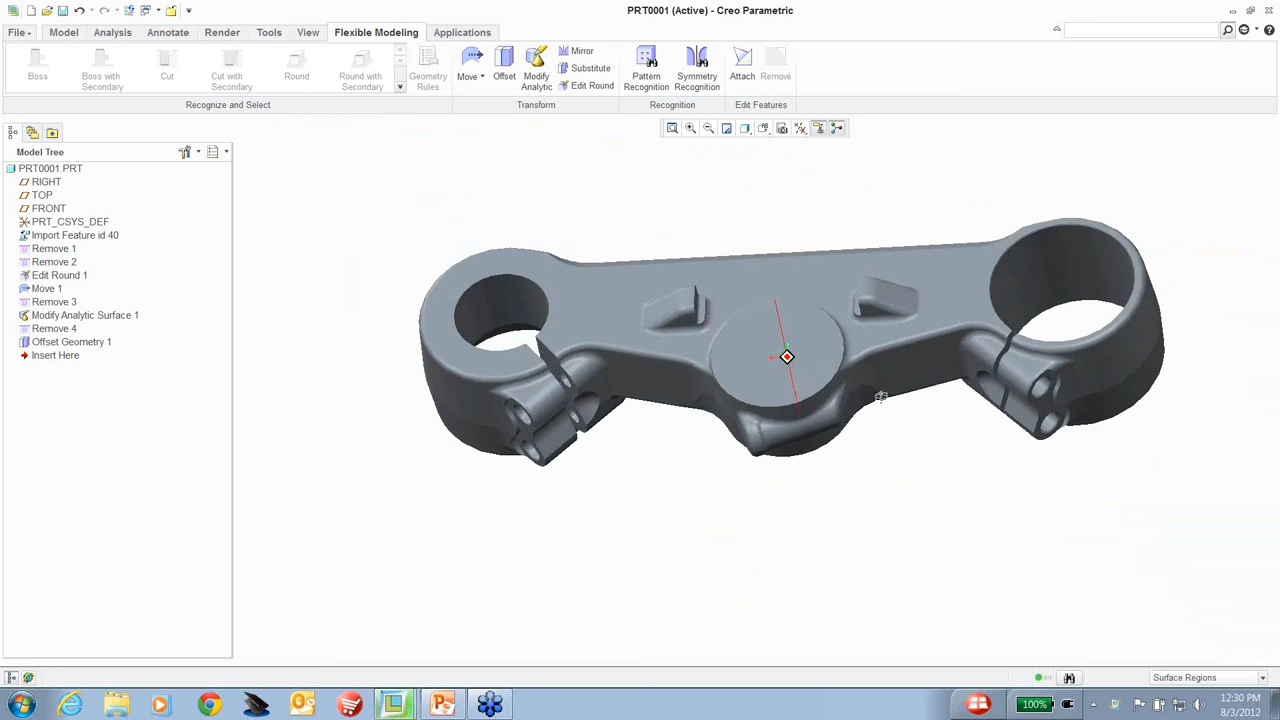 PRT0001 (Active) - Creo Parametric
File Model Analysis Annotate Render Tools View Flexible Modeling Applications
Boss
Boss with Secondary
Cut
Cut with Secondary
Round
Round with Secondary
Geometry Rules
Move
Offset
Modify Analytic
Mirror
Substitute
Edit Round
Pattern Recognition
Symmetry Recognition
Attach
Remove
Recognize and Select
Transform
Recognition
Edit Features
Model Tree
PRT0001.PRT
RIGHT
TOP
FRONT
PRT_CSYS_DEF
Import Feature id 40
Remove 1
Remove 2
Edit Round 1
Move 1
Remove 3
Modify Analytic Surface 1
Remove 4
Offset Geometry 1
Insert Here
Surface Regions
100%
12:30 PM
8/3/2012